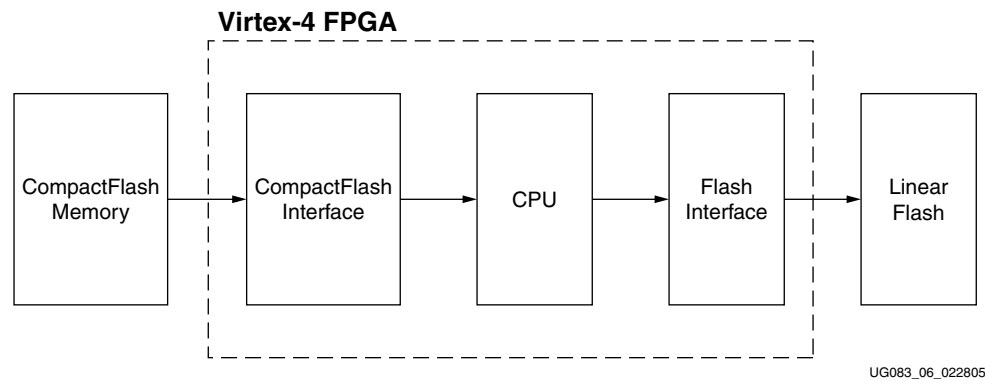 Virtex-4 FPGA
CompactFlash
Memory
CompactFlash
Interface
CPU
Flash
Interface
Linear
Flash
UG083_06_022805